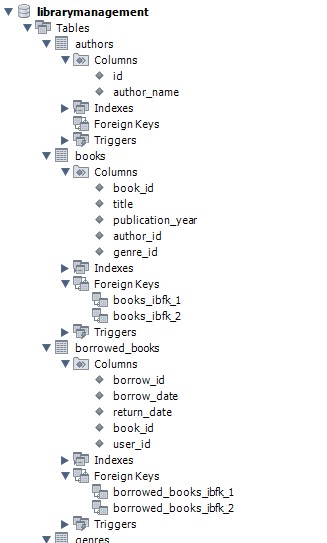 librarymanagement
Tables
authors
Columns
id
author_name
Indexes
Foreign Keys
Triggers
books
Columns
book_id
title
publication_year
author_id
genre_id
Indexes
Foreign Keys
books_ibfk_1
books_ibfk_2
Triggers
borrowed_books
Columns
borrow_id
borrow_date
return_date
book_id
user_id
Indexes
Foreign Keys
borrowed_books_ibfk_1
borrowed_books_ibfk_2
Triggers
genres